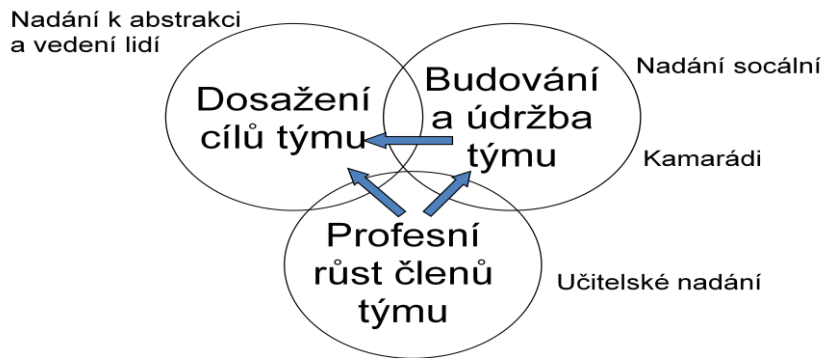 Nadání k abstrakci
a vedení lidí
Dosažení
cílů týmu
Budování
a údržba
týmu
Nadání socální
Kamarádi
Profesní
růst členů
týmu
Učitelské nadání